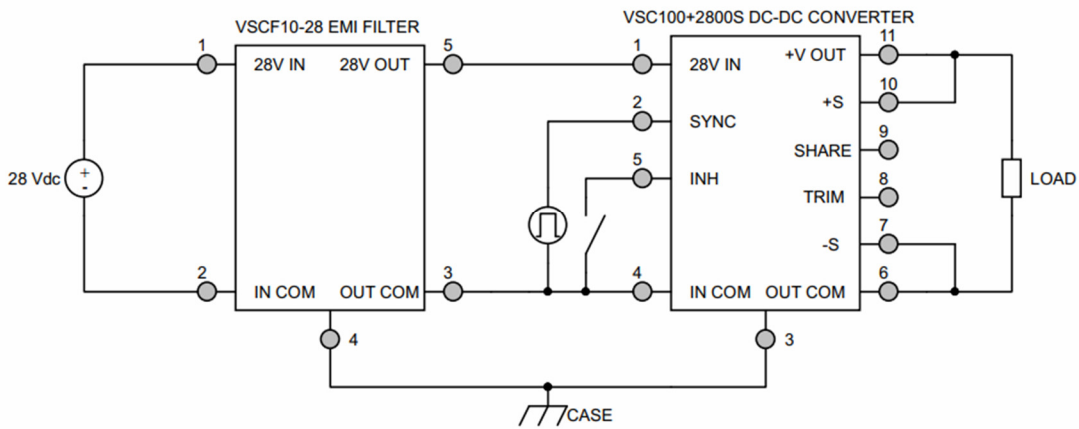 VSCF10-28 EMI FILTER
VSC100+2800S DC-DC CONVERTER
1
28V IN
28V OUT
5
1
28V IN
+V OUT
11
2
SYNC
+S
10
5
INH
SHARE
9
28 Vdc
+
-
TRIM
8
LOAD
-S
7
2
IN COM
OUT COM
3
4
IN COM
OUT COM
6
4
3
CASE